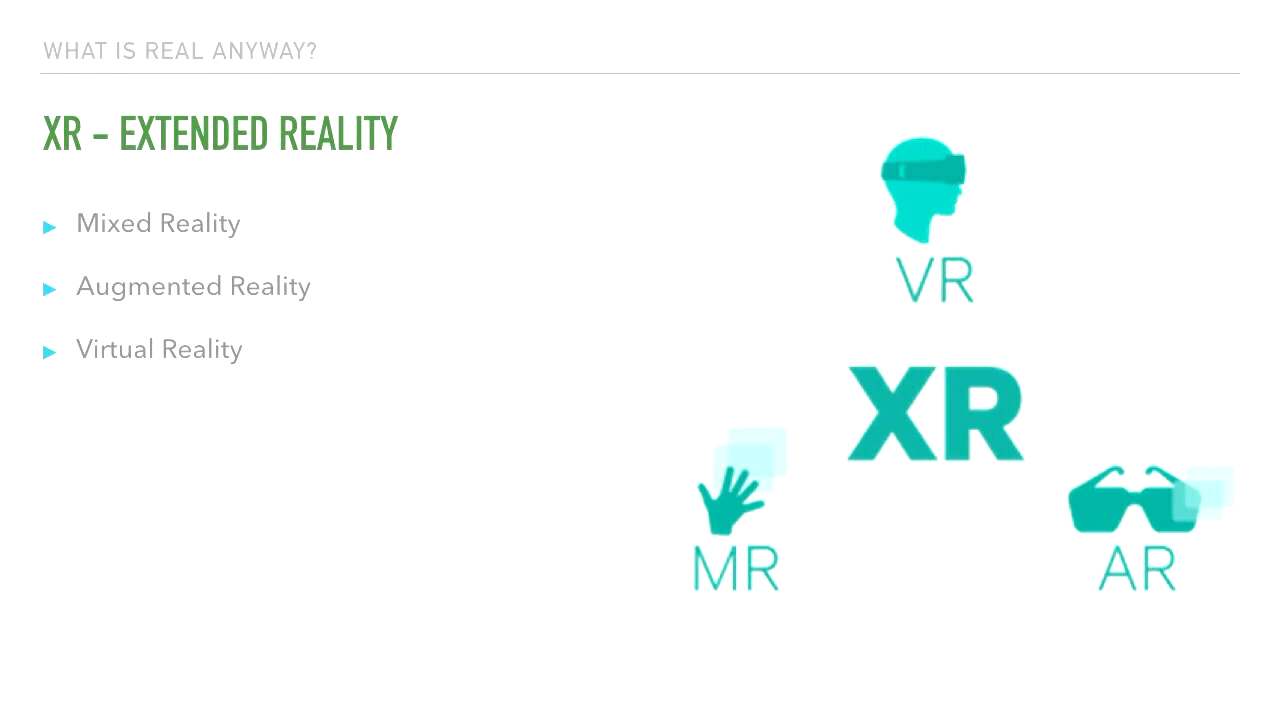 WHAT IS REAL ANYWAY?
XR – EXTENDED REALITY
▶ Mixed Reality
▶ Augmented Reality
▶ Virtual Reality
VR
XR
MR
AR